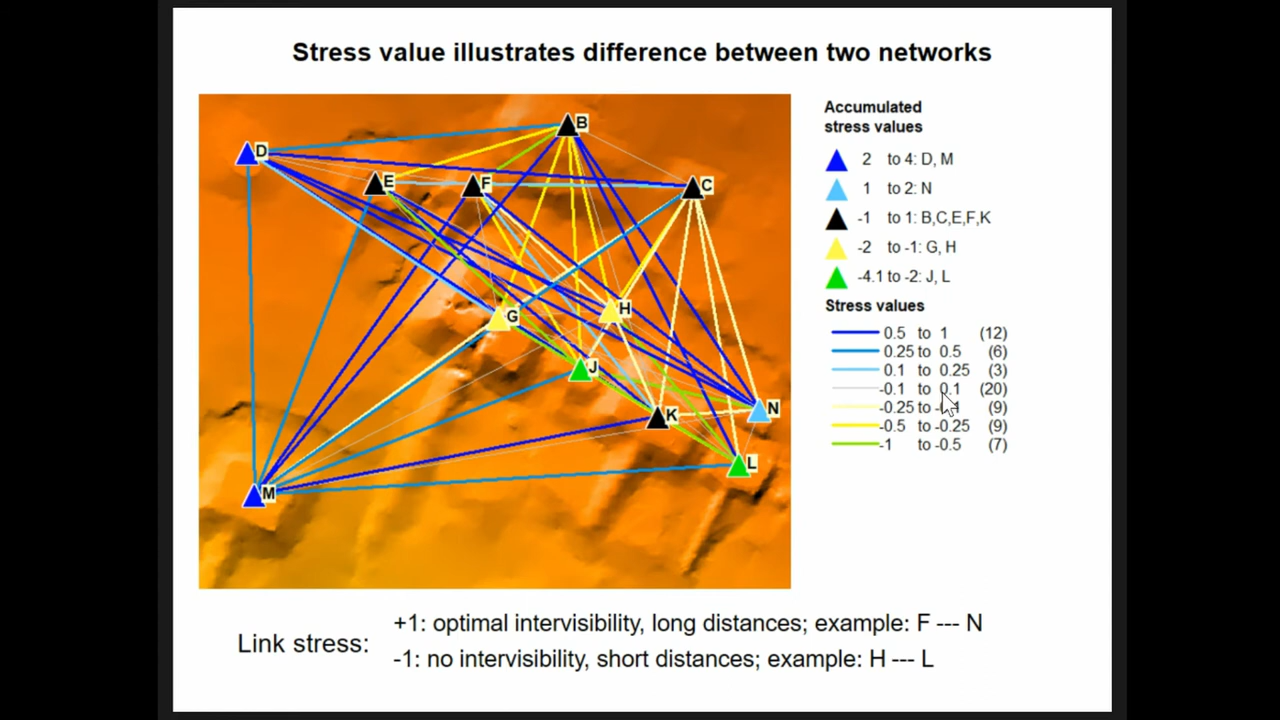 Stress value illustrates difference between two networks
B
D
E
F
C
G
H
J
K
N
L
M
Accumulated
stress values
2 to 4: D, M
1 to 2: N
-1 to 1: B,C,E,F,K
-2 to -1: G, H
-4.1 to -2: J, L
Stress values
0.5 to 1 (12)
0.25 to 0.5 (6)
0.1 to 0.25 (3)
-0.1 to 0.1 (20)
-0.25 to (9)
-0.5 to -0.25 (9)
-1 to -0.5 (7)
Link stress:
+1: optimal intervisibility, long distances; example: F --- N
-1: no intervisibility, short distances; example: H --- L